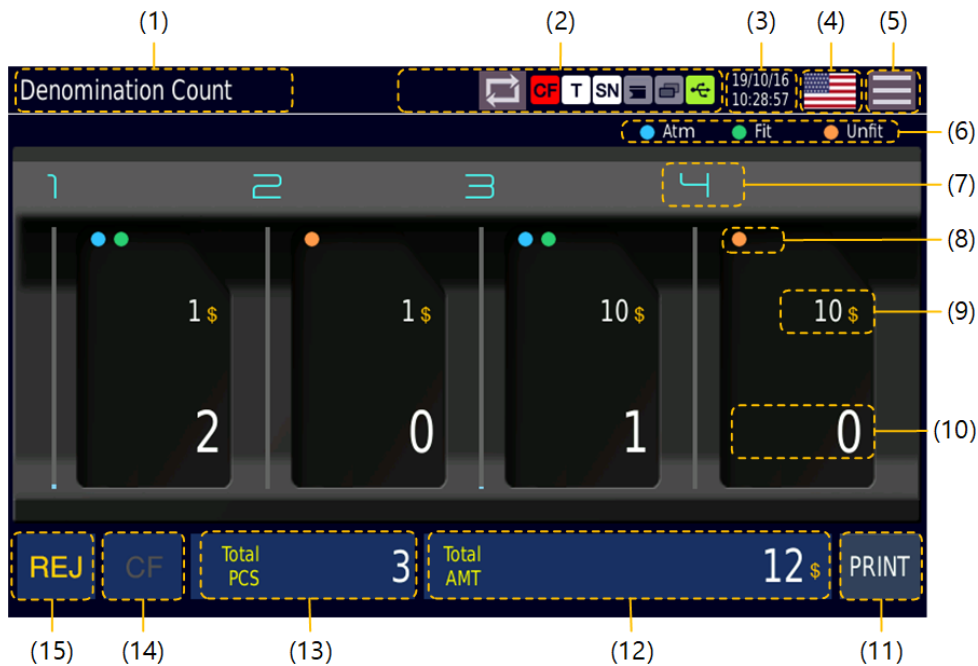 (1) (2) (3) (4) (5)
Denomination Count
CF T SN
19/10/16
10:28:57
Atm Fit Unfit (6)
1 2 3 4 (7)
(8)
1 $ 1 $ 10 $ 10 $ (9)
2 0 1 0 (10)
REJ CF Total PCS 3 Total AMT 12 $ PRINT
(15) (14) (13) (12) (11)